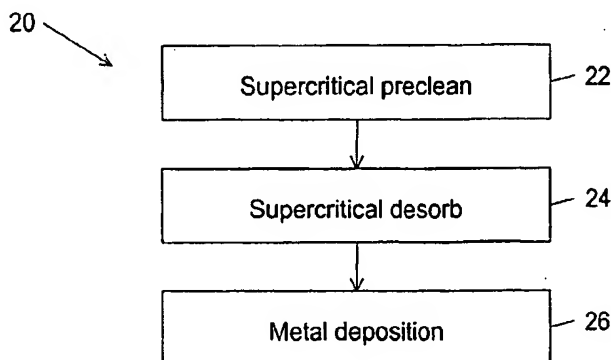 20
Supercritical preclean
22
Supercritical desorb
24
Metal deposition
26